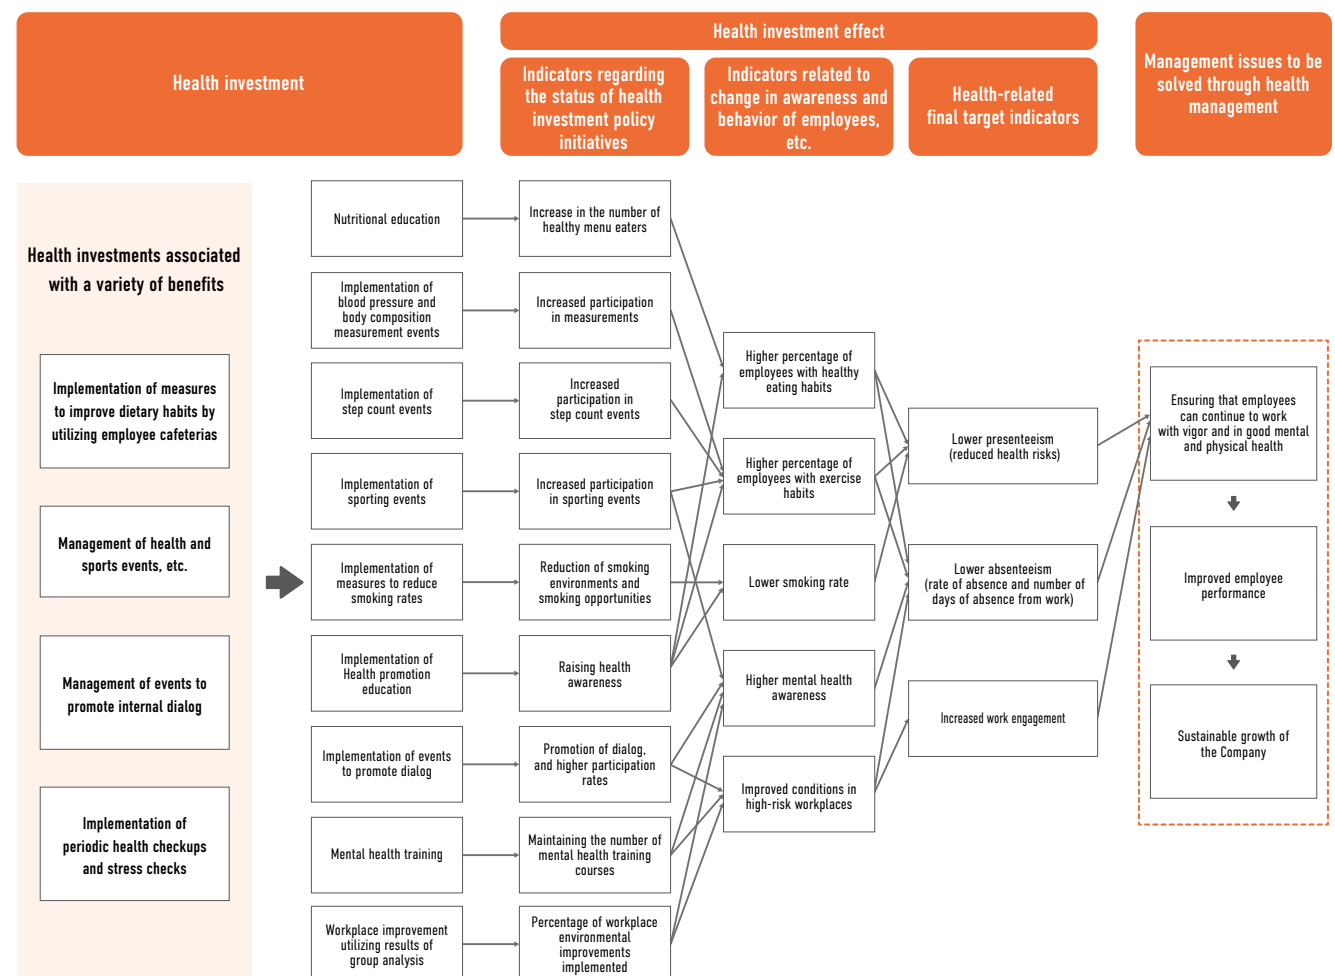 Health investment
Health investment effect
Indicators regarding
the status of health
investment policy
initiatives
Indicators related to
change in awareness and
behavior of employees,
etc.
Health-related
final target indicators
Management issues to be
solved through health
management
Health investments associated
with a variety of benefits
Implementation of measures
to improve dietary habits by
utilizing employee cafeterias
Management of health and
sports events, etc.
Management of events to
promote internal dialog
Implementation of
periodic health checkups
and stress checks
Nutritional education
Implementation of
blood pressure and
body composition
measurement events
Implementation of
step count events
Implementation of
sporting events
Implementation of
measures to reduce
smoking rates
Implementation of
Health promotion
education
Implementation of events
to promote dialog
Mental health training
Workplace improvement
utilizing results of
group analysis
Increase in the number of
healthy menu eaters
Increased participation
in measurements
Increased
participation in
step count events
Increased participation
in sporting events
Reduction of smoking
environments and
smoking opportunities
Raising health
awareness
Promotion of dialog,
and higher participation
rates
Maintaining the number of
mental health training
courses
Percentage of workplace
environmental
improvements
implemented
Higher percentage of
employees with healthy
eating habits
Higher percentage of
employees with exercise
habits
Lower smoking rate
Higher mental health
awareness
Improved conditions in
high-risk workplaces
Lower presenteeism
(reduced health risks)
Lower absenteeism
(rate of absence and number of
days of absence from work)
Increased work engagement
Ensuring that employees
can continue to work
with vigor and in good mental
and physical health
Improved employee
performance
Sustainable growth of
the Company